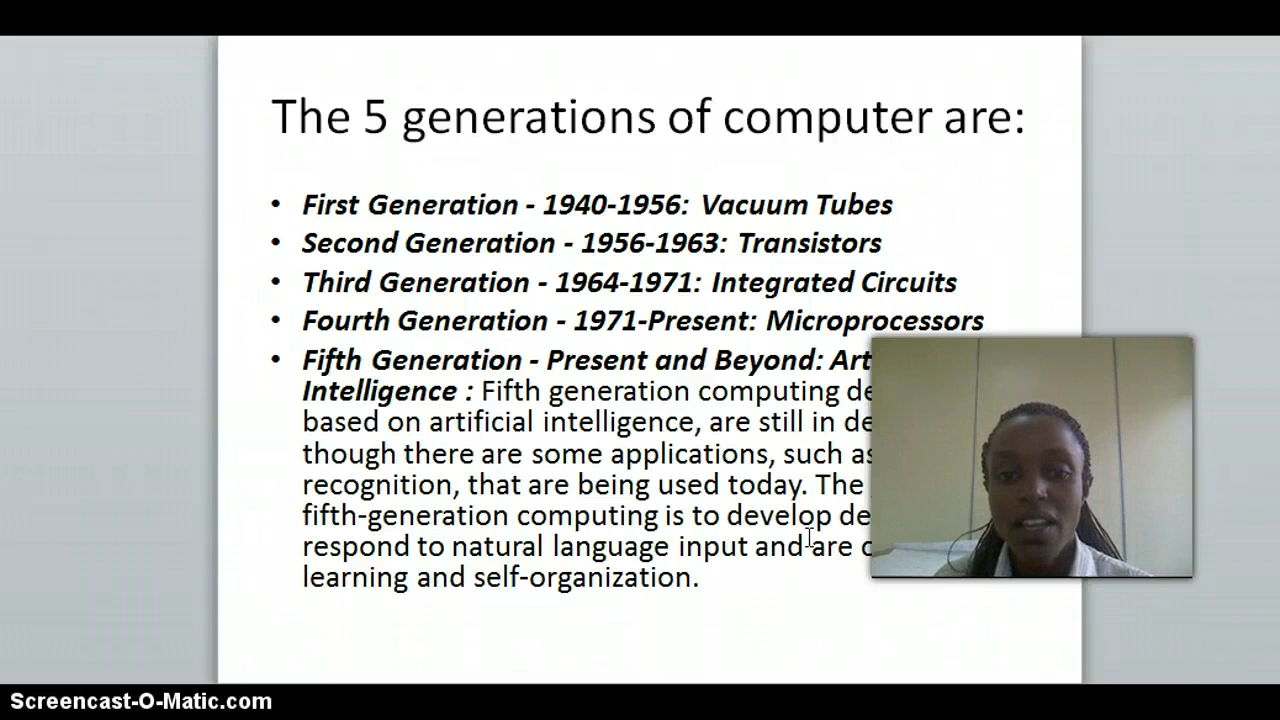 The 5 generations of computer are:
• First Generation - 1940-1956: Vacuum Tubes
• Second Generation - 1956-1963: Transistors
• Third Generation - 1964-1971: Integrated Circuits
• Fourth Generation - 1971-Present: Microprocessors
• Fifth Generation - Present and Beyond: Art
Intelligence : Fifth generation computing de
based on artificial intelligence, are still in de
though there are some applications, such as
recognition, that are being used today. The
fifth-generation computing is to develop de
respond to natural language input and are c
learning and self-organization.
Screencast-O-Matic.com